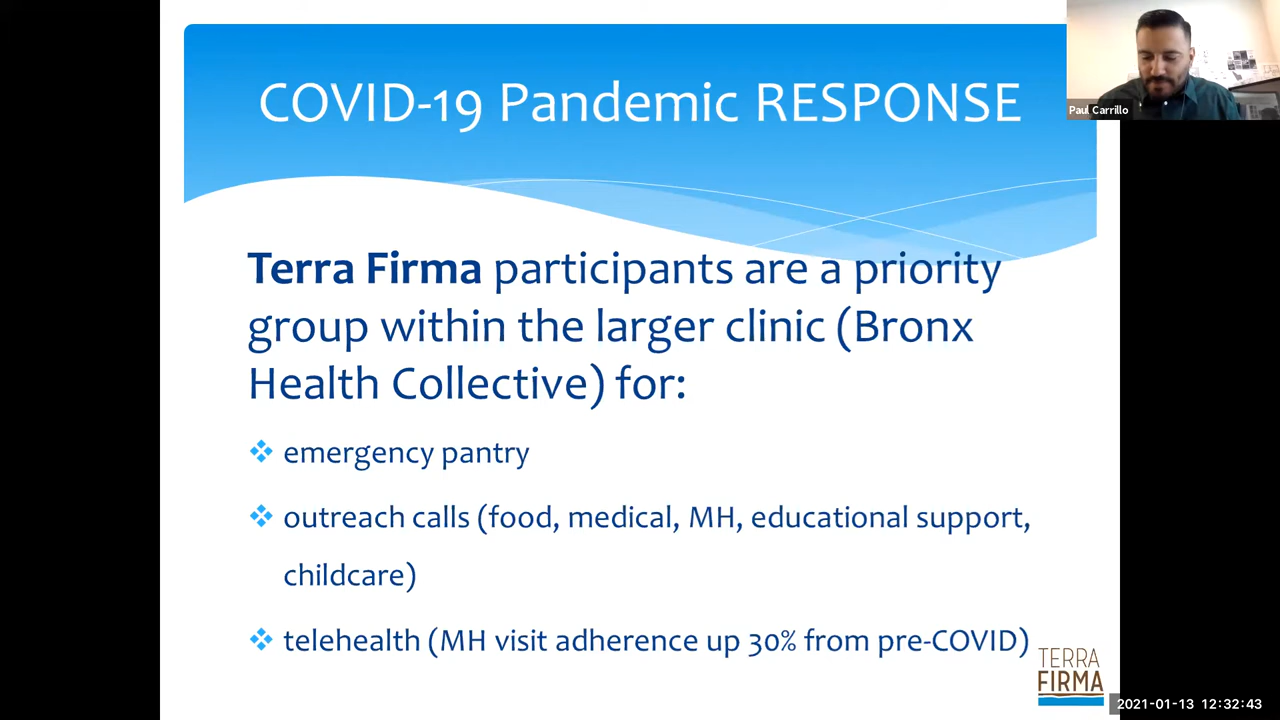 COVID-19 Pandemic RESPONSE
Paul Carrillo
Terra Firma participants are a priority
group within the larger clinic (Bronx
Health Collective) for:
emergency pantry
outreach calls (food, medical, MH, educational support,
childcare)
telehealth (MH visit adherence up 30% from pre-COVID)
TERRA
FIRMA
2021-01-13 12:32:43